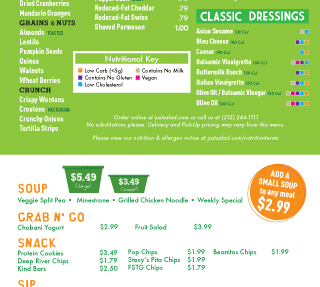 Dried Cranberries
Mandarin Oranges
GRAINS & NUTS
Almonds TOASTED
Lentils
Pumpkin Seeds
Quinoa
Walnuts
Wheat Berries
CRUNCH
Crispy Wontons
Croutons MULTIGRAIN
Crunchy Onions
Tortilla Strips
Reduced-Fat Cheddar .79
Reduced-Fat Swiss .79
Shaved Parmesan 1.00
Nutritional Key
Low Carb (<5g)
Contains No Milk
Contains No Gluten
Vegan
Low Cholesterol
CLASSIC DRESSINGS
Asian Sesame
Bleu Cheese
Caesar
Balsamic Vinaigrette
Buttermilk Ranch
Italian Vinaigrette
Olive Oil / Balsamic Vinegar
Olive Oil
Order online at justsalad.com or call us at (212) 244-1111
No substitutions please. Delivery and Pick-Up pricing may vary from this menu.
Please view our nutrition & allergen notice at justsalad.com/nutritionterms
SOUP
$5.49
(large)
$3.49
(small)
Veggie Split Pea • Minestrone • Grilled Chicken Noodle • Weekly Special
ADD A
SMALL SOUP
to any meal
$2.99
GRAB N' GO
Chobani Yogurt $2.99 Fruit Salad $3.99
SNACK
Protein Cookies $3.49 Pop Chips $1.99 Beanitos Chips $1.99
Deep River Chips $1.79 Stacy's Pita Chips $1.99
Kind Bars $2.50 FSTG Chips $1.79
SIP